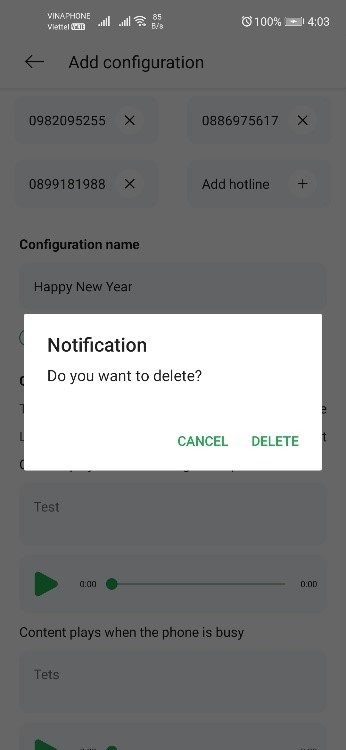 VINAPHONE
Viettel VoLTE
85
B/s
100%
4:03
Add configuration
0982095255
0886975617
0899181988
Add hotline
Configuration name
Happy New Year
Notification
Do you want to delete?
CANCEL
DELETE
Test
0:00
0:00
Content plays when the phone is busy
Tets